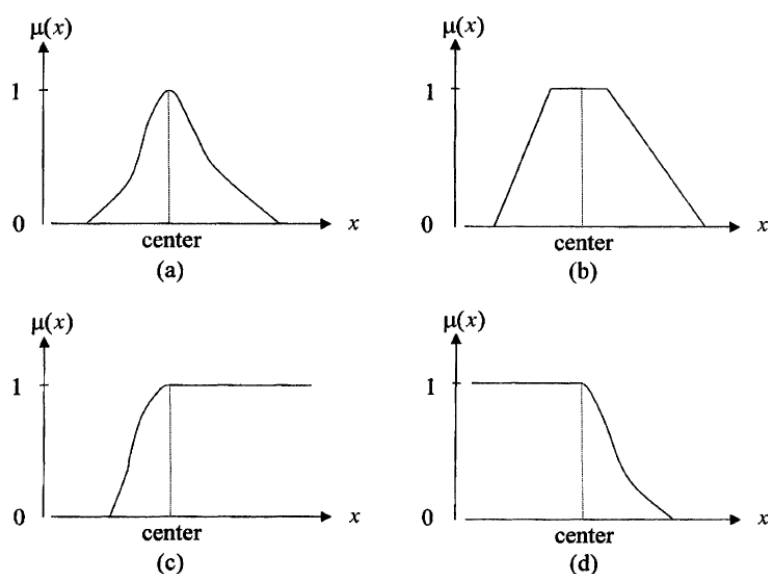 μ(x)
1
0
center
x
(a)
μ(x)
1
0
center
x
(b)
μ(x)
1
0
center
x
(c)
μ(x)
1
0
center
x
(d)